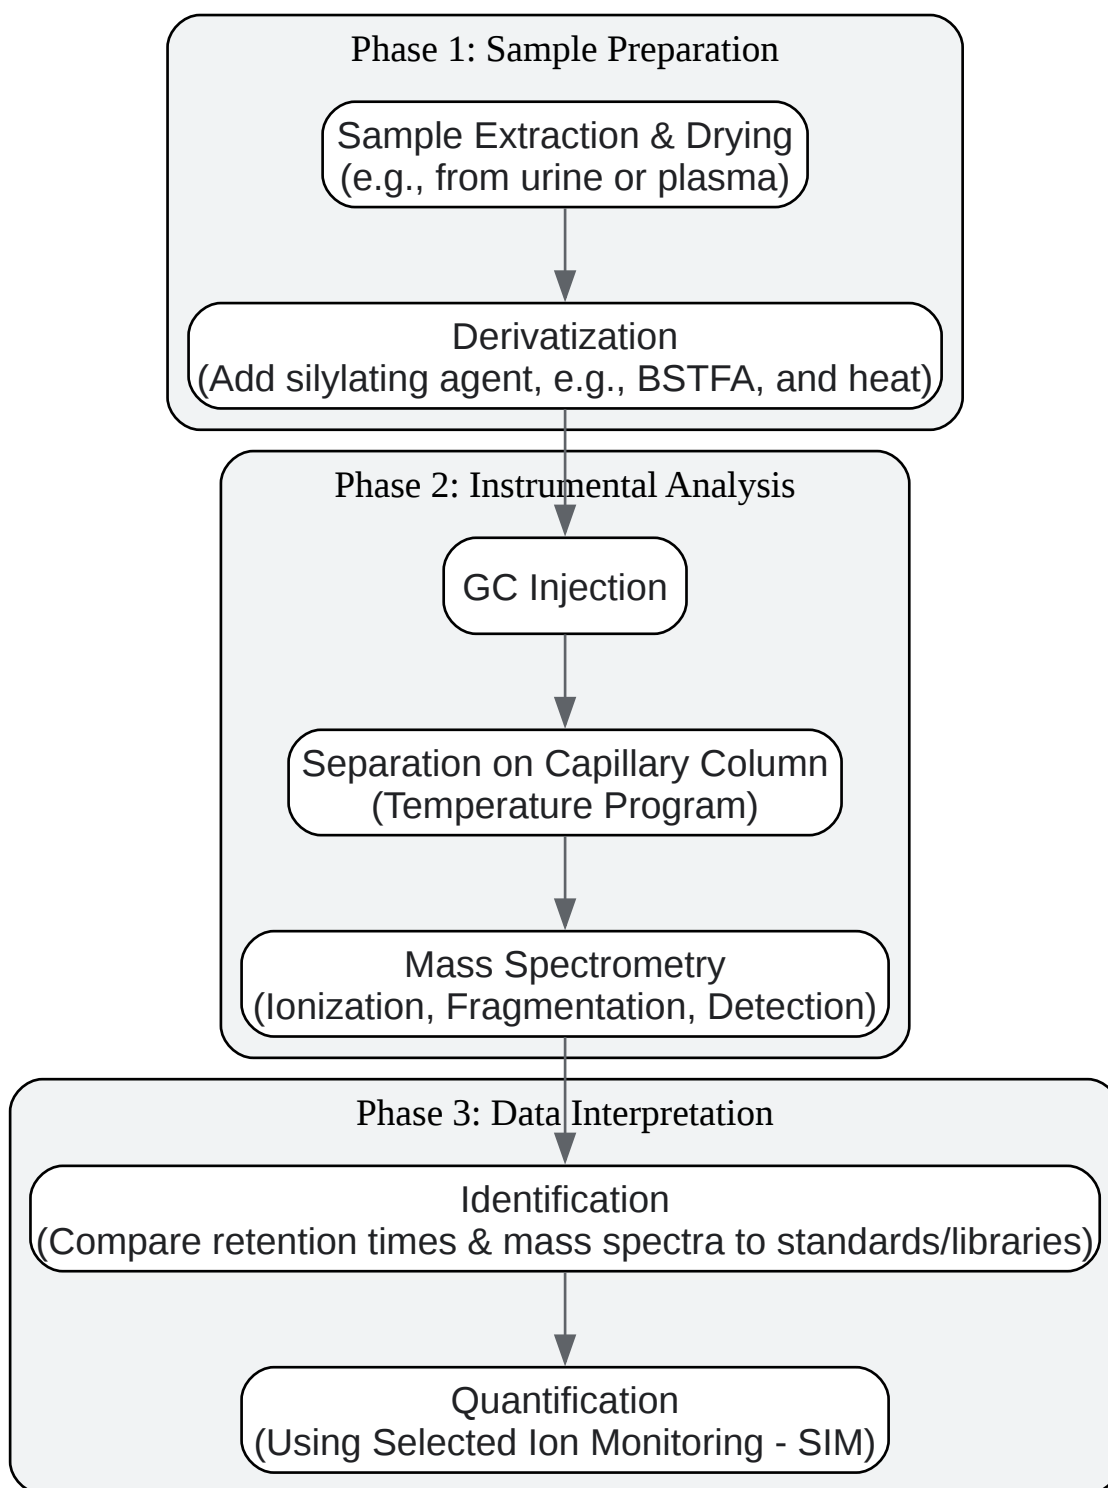 Phase 1: Sample Preparation
Sample Extraction & Drying
(e.g., from urine or plasma)
Derivatization
(Add silylating agent, e.g., BSTFA, and heat)
Phase 2: Instrumental Analysis
GC Injection
Separation on Capillary Column
(Temperature Program)
Mass Spectrometry
(Ionization, Fragmentation, Detection)
Phase 3: Data Interpretation
Identification
(Compare retention times & mass spectra to standards/libraries)
Quantification
(Using Selected Ion Monitoring - SIM)